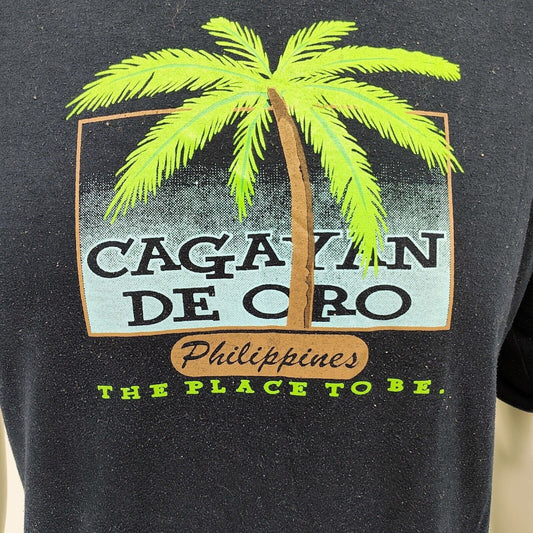 CAGAYAN
DE ORO
Philippines
THE PLACE TO BE.